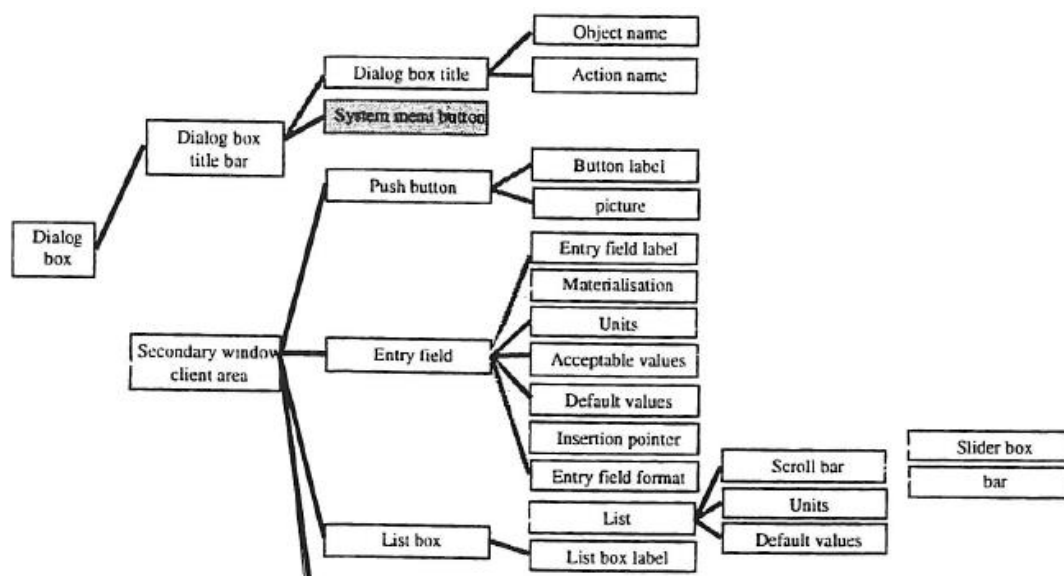 Object name
Dialog box title
Action name
System menu button
Dialog box
title bar
Button label
Push button
picture
Dialog
box
Entry field label
Materialisation
Units
Secondary window
client area
Entry field
Acceptable values
Default values
Insertion pointer
Slider box
Scroll bar
Entry field format
bar
List
Units
List box
List box label
Default values